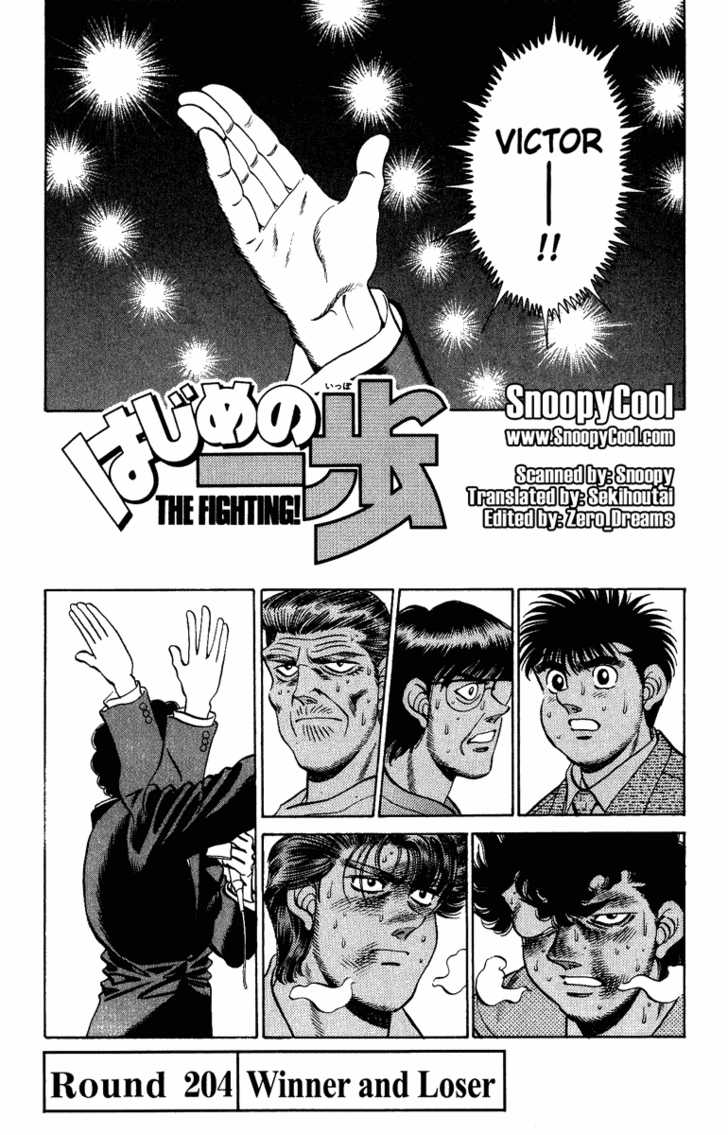 VICTOR
—
!!
いっぽ
はじめの一歩
THE FIGHTING!
SnoopyCool
www.SnoopyCool.com
Scanned by: Snoopy
Translated by: Sekihoutai
Edited by: Zero_Dreams
Round 204 Winner and Loser